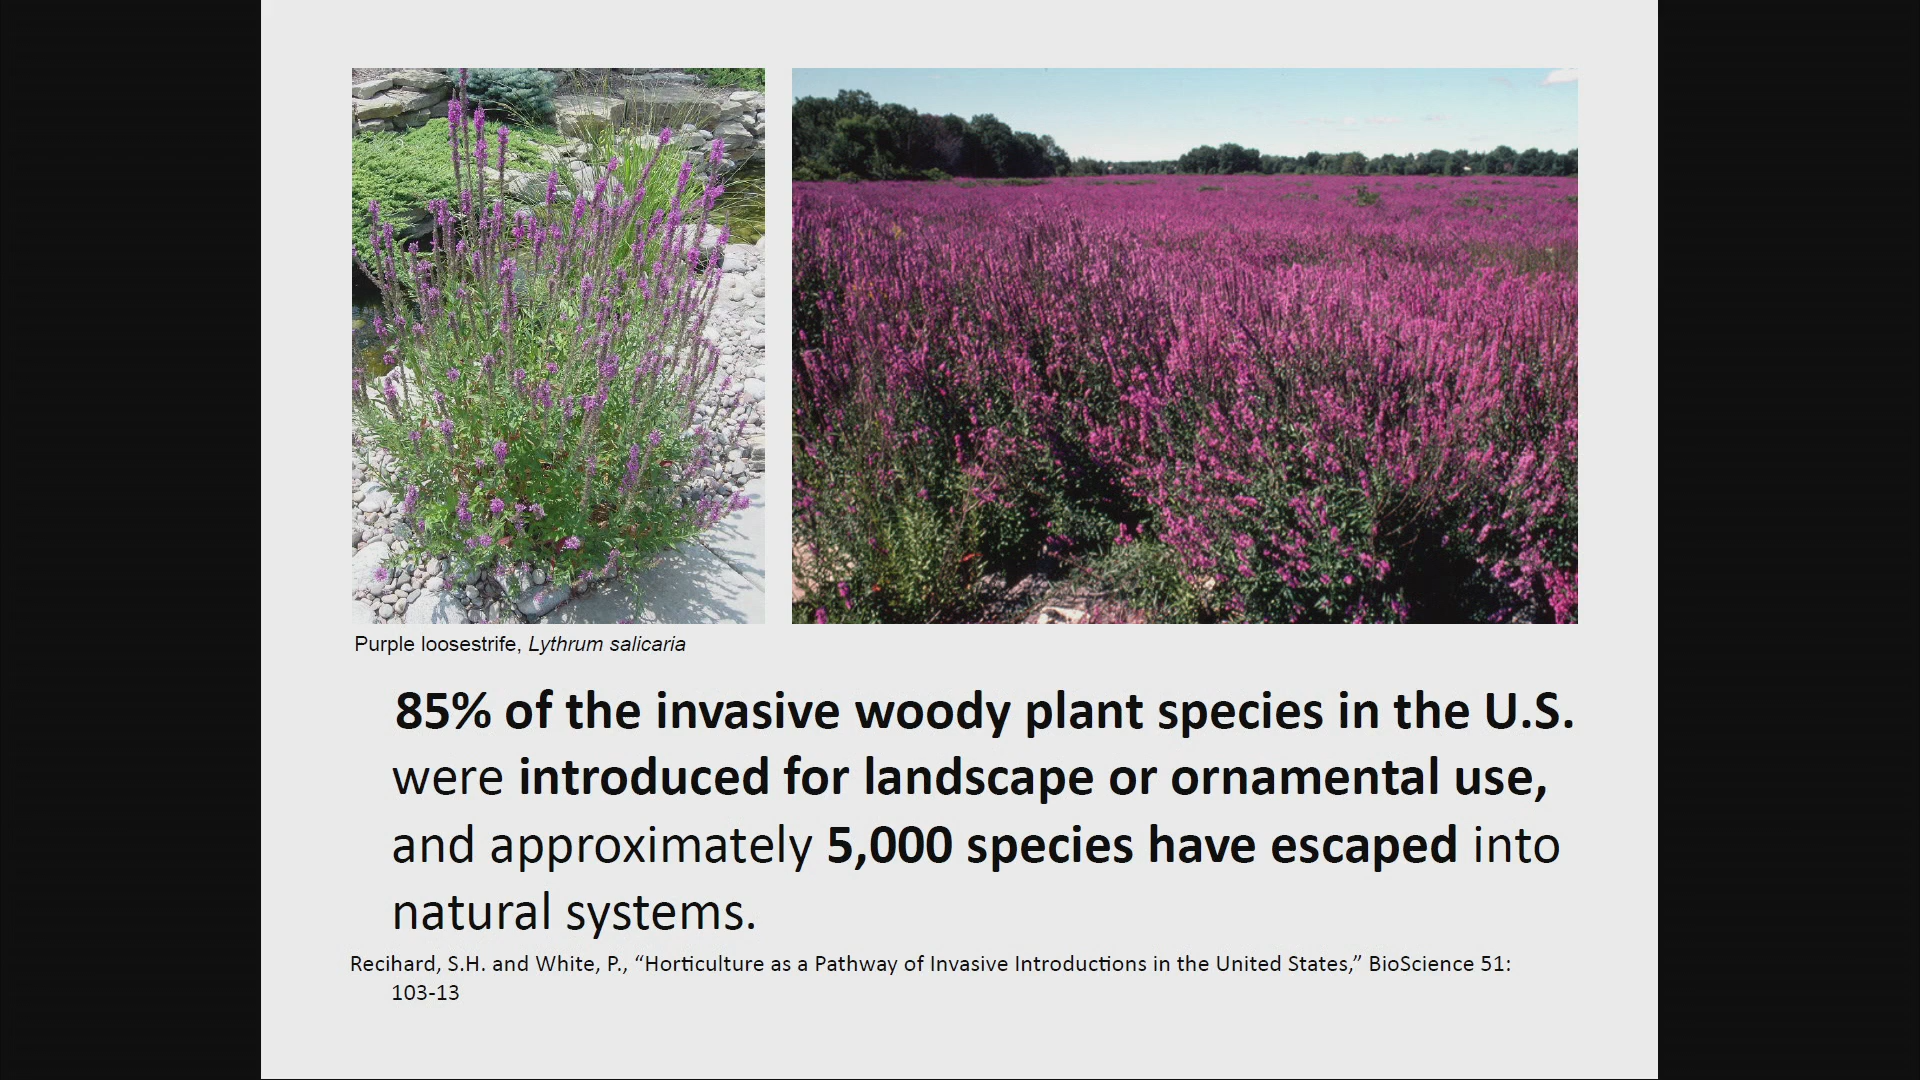 Purple loosestrife, Lythrum salicaria
85% of the invasive woody plant species in the U.S.
were introduced for landscape or ornamental use,
and approximately 5,000 species have escaped into
natural systems.
Recihard, S.H. and White, P., “Horticulture as a Pathway of Invasive Introductions in the United States,” BioScience 51:
103-13